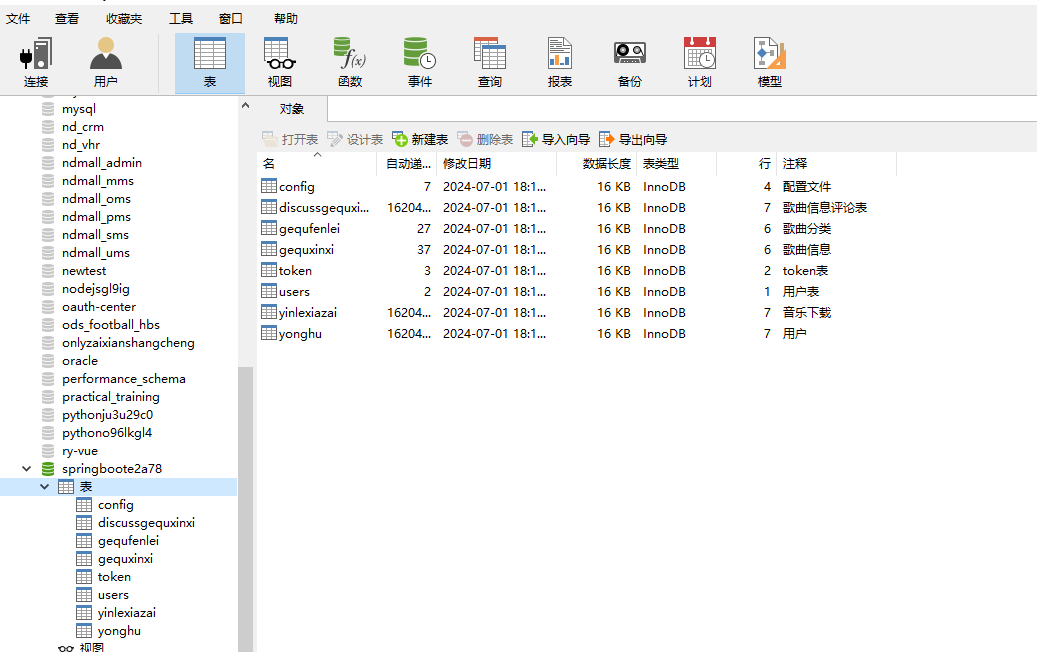 文件 查看 收藏夹 工具 窗口 帮助
连接 用户 表 视图 函数 事件 查询 报表 备份 计划 模型
mysql
nd_crm
nd_vhr
ndmall_admin
ndmall_mms
ndmall_oms
ndmall_pms
ndmall_sms
ndmall_ums
newtest
nodejsgl9ig
oauth-center
ods_football_hbs
onlyzaixianshangcheng
oracle
performance_schema
practical_training
pythonju3u29c0
pythono96lkgl4
ry-vue
springboote2a78
表
config
discussgequxinxi
gequfenlei
gequxinxi
token
users
yinlexiazai
yonghu
视图
对象
打开表 设计表 新建表 删除表 导入向导 导出向导
名 自动递... 修改日期 数据长度 表类型 行 注释
config 7 2024-07-01 18:1... 16 KB InnoDB 4 配置文件
discussgequxi... 16204... 2024-07-01 18:1... 16 KB InnoDB 7 歌曲信息评论表
gequfenlei 27 2024-07-01 18:1... 16 KB InnoDB 6 歌曲分类
gequxinxi 37 2024-07-01 18:1... 16 KB InnoDB 6 歌曲信息
token 3 2024-07-01 18:1... 16 KB InnoDB 2 token表
users 2 2024-07-01 18:1... 16 KB InnoDB 1 用户表
yinlexiazai 16204... 2024-07-01 18:1... 16 KB InnoDB 7 音乐下载
yonghu 16204... 2024-07-01 18:1... 16 KB InnoDB 7 用户